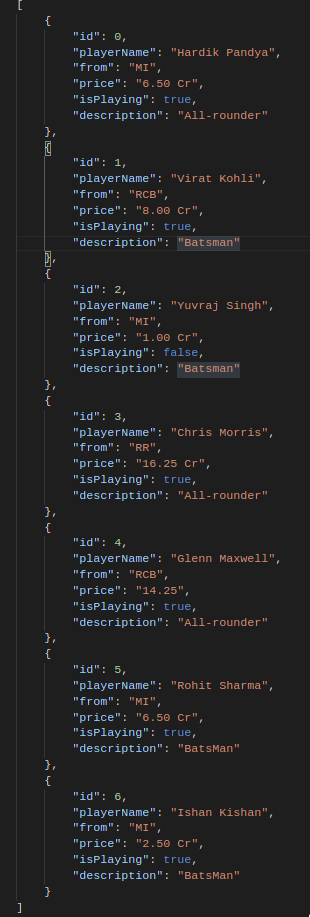 [
    {
        "id": 0,
        "playerName": "Hardik Pandya",
        "from": "MI",
        "price": "6.50 Cr",
        "isPlaying": true,
        "description": "All-rounder"
    },
    {
        "id": 1,
        "playerName": "Virat Kohli",
        "from": "RCB",
        "price": "8.00 Cr",
        "isPlaying": true,
        "description": "Batsman"
    },
    {
        "id": 2,
        "playerName": "Yuvraj Singh",
        "from": "MI",
        "price": "1.00 Cr",
        "isPlaying": false,
        "description": "Batsman"
    },
    {
        "id": 3,
        "playerName": "Chris Morris",
        "from": "RR",
        "price": "16.25 Cr",
        "isPlaying": true,
        "description": "All-rounder"
    },
    {
        "id": 4,
        "playerName": "Glenn Maxwell",
        "from": "RCB",
        "price": "14.25",
        "isPlaying": true,
        "description": "All-rounder"
    },
    {
        "id": 5,
        "playerName": "Rohit Sharma",
        "from": "MI",
        "price": "6.50 Cr",
        "isPlaying": true,
        "description": "BatsMan"
    },
    {
        "id": 6,
        "playerName": "Ishan Kishan",
        "from": "MI",
        "price": "2.50 Cr",
        "isPlaying": true,
        "description": "BatsMan"
    }
]